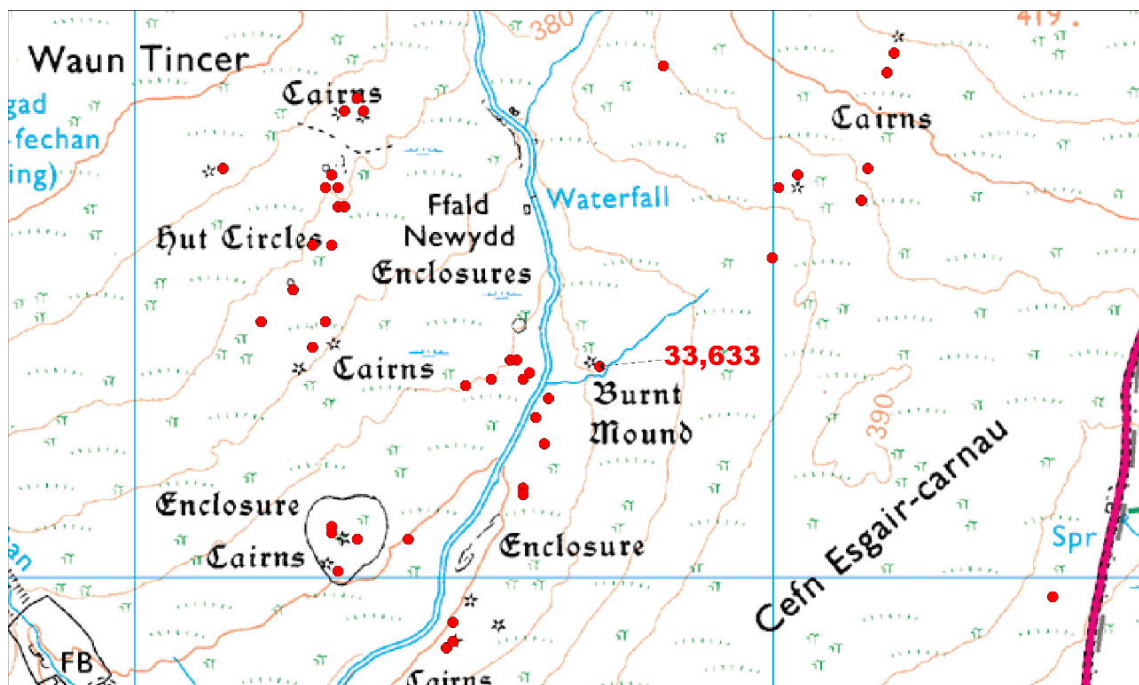 380
419.
Waun Tincer
Cairns
gad
-fechan
ing)
Cairns
Ffald
Newydd
Waterfall
Hut Circles
Enclosures
33,633
Cairns
Burnt
Mound
390
Enclosure
Cairns
Enclosure
Cefn Esgair-carnau
Spr
an
FB
Cairns